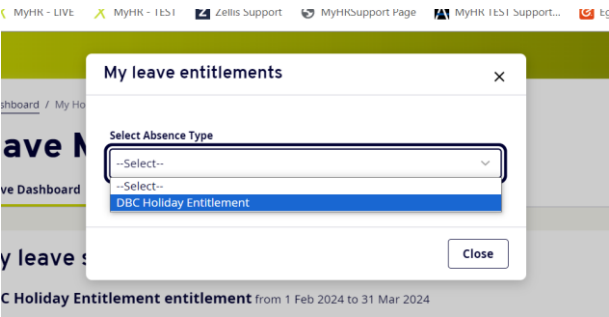 MyHR - LIVE MyHR - TEST Zellis Support MyHRSupport Page MyHR TEST Support...
My leave entitlements
shboard / My Ho
Select Absence Type
ave
--Select--
--Select--
ve Dashboard
DBC Holiday Entitlement
y leave s
Close
C Holiday Entitlement entitlement from 1 Feb 2024 to 31 Mar 2024